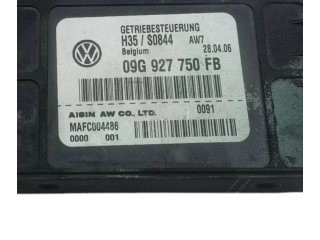 GETRIEBESTEUERUNG
H35 / S0844 AW7
Belgium 28.04.06
09G 927 750 FB
AISIN AW CO., LTD. 0091
MAFC004486
0000 001